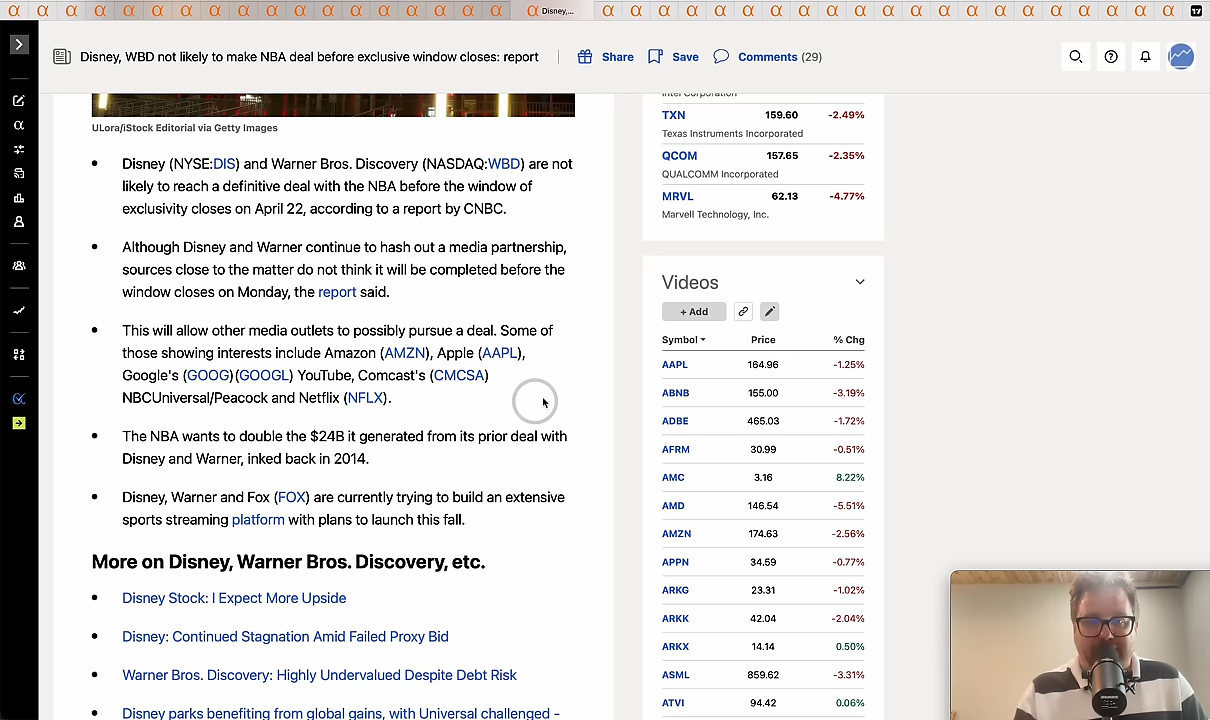 Disney,...
Disney, WBD not likely to make NBA deal before exclusive window closes: report
Share
Save
Comments (29)
ULora/iStock Editorial via Getty Images
Disney (NYSE:DIS) and Warner Bros. Discovery (NASDAQ:WBD) are not
likely to reach a definitive deal with the NBA before the window of
exclusivity closes on April 22, according to a report by CNBC.
Although Disney and Warner continue to hash out a media partnership,
sources close to the matter do not think it will be completed before the
window closes on Monday, the report said.
This will allow other media outlets to possibly pursue a deal. Some of
those showing interests include Amazon (AMZN), Apple (AAPL),
Google's (GOOG)(GOOGL) YouTube, Comcast's (CMCSA)
NBCUniversal/Peacock and Netflix (NFLX).
The NBA wants to double the $24B it generated from its prior deal with
Disney and Warner, inked back in 2014.
Disney, Warner and Fox (FOX) are currently trying to build an extensive
sports streaming platform with plans to launch this fall.
More on Disney, Warner Bros. Discovery, etc.
Disney Stock: I Expect More Upside
Disney: Continued Stagnation Amid Failed Proxy Bid
Warner Bros. Discovery: Highly Undervalued Despite Debt Risk
Disney parks benefiting from global gains, with Universal challenged -
Intel Corporation
TXN 159.60 -2.49%
Texas Instruments Incorporated
QCOM 157.65 -2.35%
QUALCOMM Incorporated
MRVL 62.13 -4.77%
Marvell Technology, Inc.
Videos
+ Add
Symbol Price % Chg
AAPL 164.96 -1.25%
ABNB 155.00 -3.19%
ADBE 465.03 -1.72%
AFRM 30.99 -0.51%
AMC 3.16 8.22%
AMD 146.54 -5.51%
AMZN 174.63 -2.56%
APPN 34.59 -0.77%
ARKG 23.31 -1.02%
ARKK 42.04 -2.04%
ARKX 14.14 0.50%
ASML 859.62 -3.31%
ATVI 94.42 0.06%